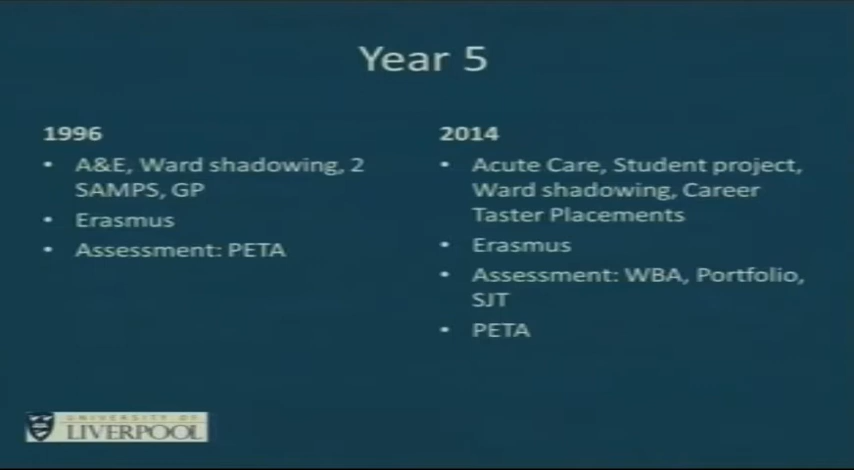 Year 5
1996
• A&E, Ward shadowing, 2
SAMPS, GP
• Erasmus
• Assessment: PETA
2014
• Acute Care, Student project,
Ward shadowing, Career
Taster Placements
• Erasmus
• Assessment: WBA, Portfolio,
SJT
• PETA
UNIVERSITY OF
LIVERPOOL